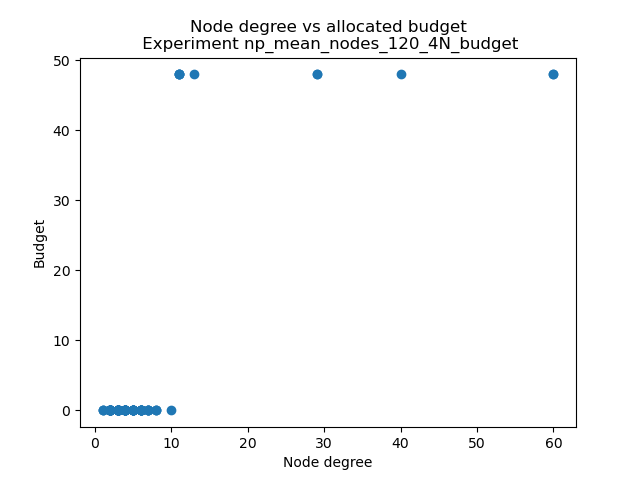 Node degree vs allocated budget
Experiment np_mean_nodes_120_4N_budget
50
40
30
20
10
0
Budget
0 10 20 30 40 50 60
Node degree